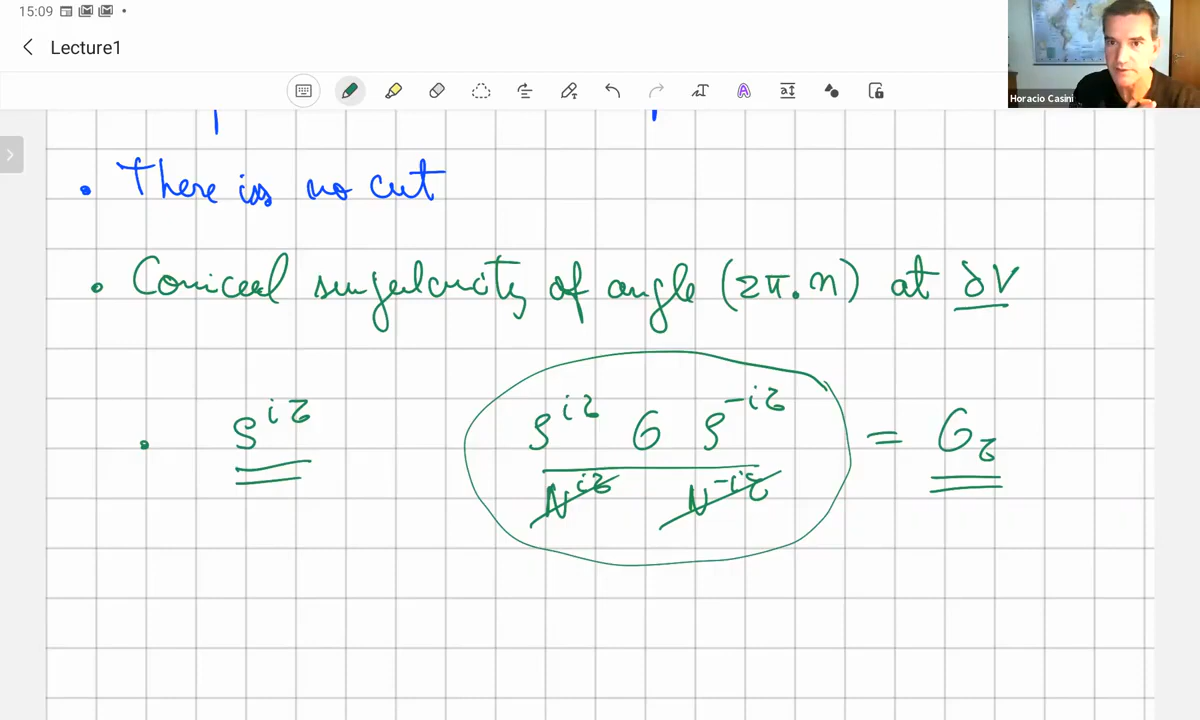 15:09
Lecture1
Horacio Casini
• There is no cut
• Conical singularity of angle (2π.n) at ∂V
• ρ^{iτ} ρ^{iτ} O ρ^{-iτ} / N^{iτ} N^{-iτ} = O_τ